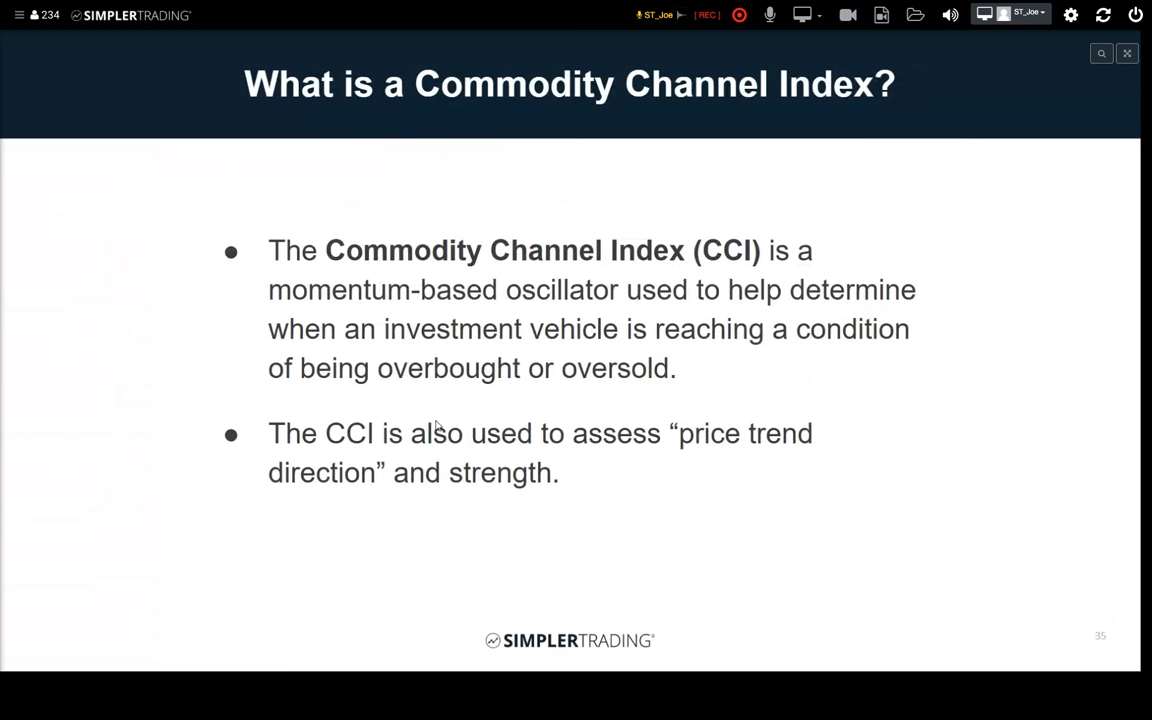 234 SIMPLERTRADING® ST_Joe [ REC ] ST_Joe
What is a Commodity Channel Index?
● The Commodity Channel Index (CCI) is a
momentum-based oscillator used to help determine
when an investment vehicle is reaching a condition
of being overbought or oversold.
● The CCI is also used to assess “price trend
direction” and strength.
SIMPLERTRADING®
35